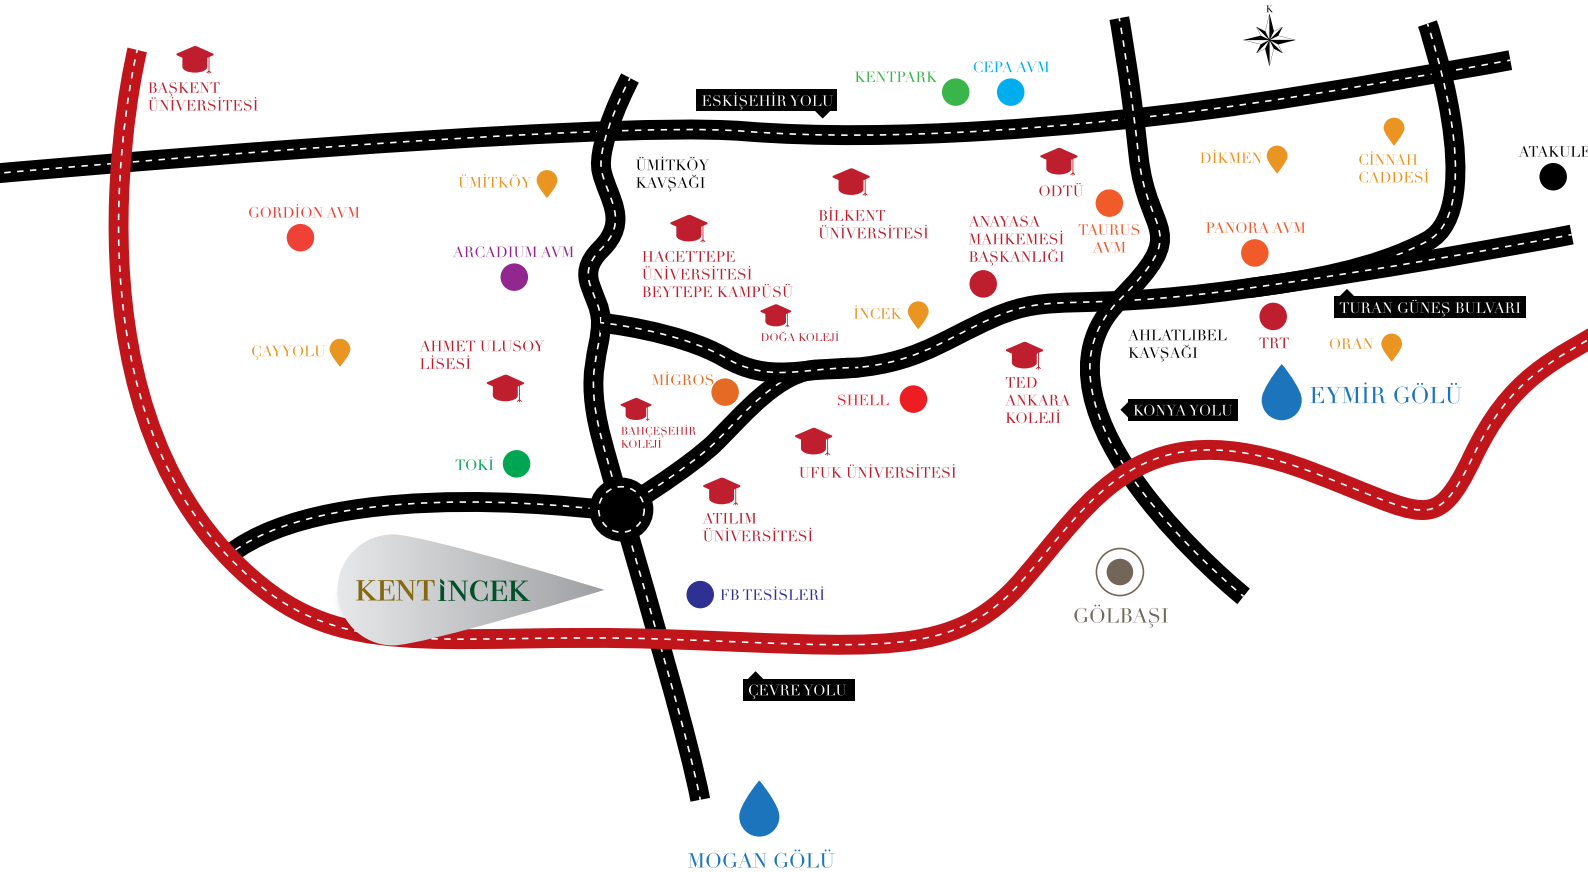 K
BAŞKENT
ÜNİVERSİTESİ
KENTPARK
CEPA AVM
ESKİŞEHİR YOLU
ÜMİTKÖY
KAVŞAĞI
ÜMİTKÖY
GORDİON AVM
ARCADIUM AVM
HACETTEPE
ÜNİVERSİTESİ
BEYTEPE KAMPÜSÜ
BİLKENT
ÜNİVERSİTESİ
ODTÜ
ANAYASA
MAHKEMESİ
BAŞKANLIĞI
TAURUS
AVM
DİKMEN
CİNNAH
CADDESİ
ATAKULE
PANORA AVM
TURAN GÜNEŞ BULVARI
İNCEK
DOĞA KOLEJİ
AHLATLIBEL
KAVŞAĞI
TRT
ORAN
ÇAYYOLU
AHMET ULUSOY
LİSESİ
MİGROS
SHELL
TED
ANKARA
KOLEJİ
EYMİR GÖLÜ
KONYA YOLU
BAHÇEŞEHİR
KOLEJİ
TOKİ
UFUK ÜNİVERSİTESİ
ATILIM
ÜNİVERSİTESİ
KENTİNCEK
FB TESİSLERİ
GÖLBAŞI
ÇEVRE YOLU
MOGAN GÖLÜ